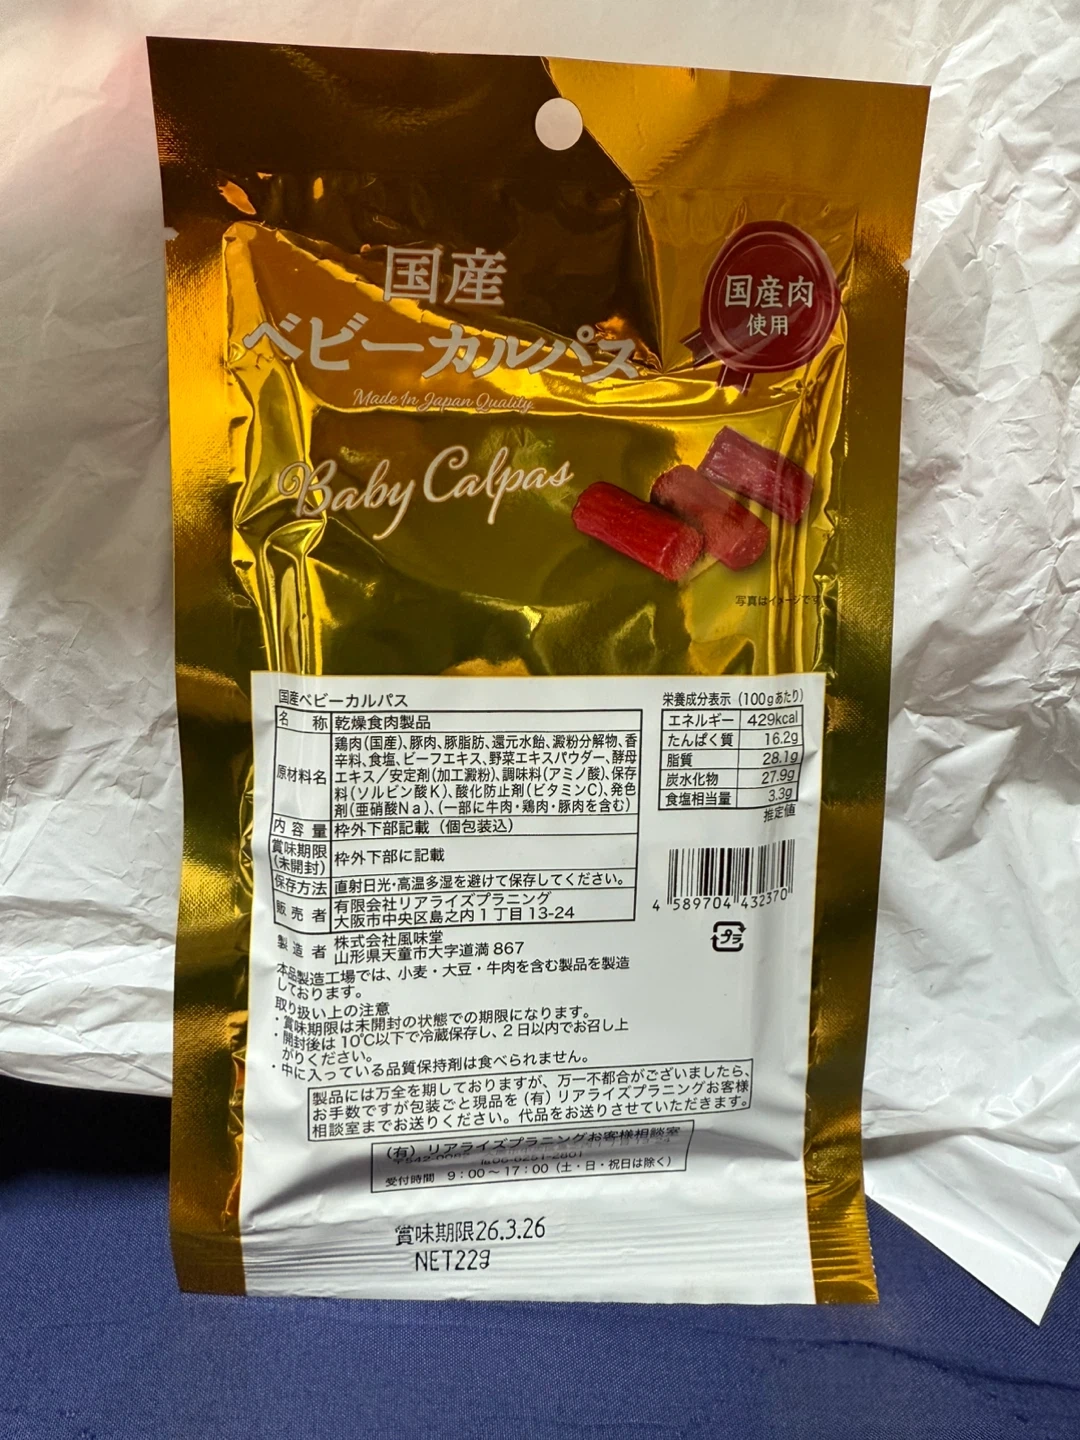 国産
ベビーカルパス
Made In Japan Quality.
国産肉
使用
Baby Calpas
写真はイメージです
国産ベビーカルパス
名 称 乾燥食肉製品
原材料名 鶏肉(国産)、豚肉、豚脂肪、還元水飴、澱粉分解物、香
辛料、食塩、ビーフエキス、野菜エキスパウダー、酵母
エキス／安定剤(加工澱粉)、調味料(アミノ酸)、保存
料(ソルビン酸K)、酸化防止剤(ビタミンC)、発色
剤(亜硝酸Na)、(一部に牛肉・鶏肉・豚肉を含む)
内容量 枠外下部記載（個包装込）
賞味期限
(未開封) 枠外下部に記載
保存方法 直射日光・高温多湿を避けて保存してください。
販売者 有限会社リアライズプラニング
大阪市中央区島之内1丁目13-24
製造者 株式会社風味堂
山形県天童市大字道満867
本品製造工場では、小麦・大豆・牛肉を含む製品を製造
しております。
取り扱い上の注意
・賞味期限は未開封の状態での期限になります。
・開封後は10℃以下で冷蔵保存し、2日以内でお召し上
がりください。
・中に入っている品質保持剤は食べられません。
製品には万全を期しておりますが、万一不都合がございましたら、
お手数ですが包装ごと現品を(有)リアライズプラニングお客様
相談室までお送りください。代品をお送りさせていただきます。
(有)リアライズプラニングお客様相談室
受付時間 9:00～17:00（土・日・祝日は除く）
賞味期限26.3.26
NET22g
栄養成分表示（100gあたり）
エネルギー 429kcal
たんぱく質 16.2g
脂質 28.1g
炭水化物 27.9g
食塩相当量 3.3g
推定値
4 589704 432370
プラ